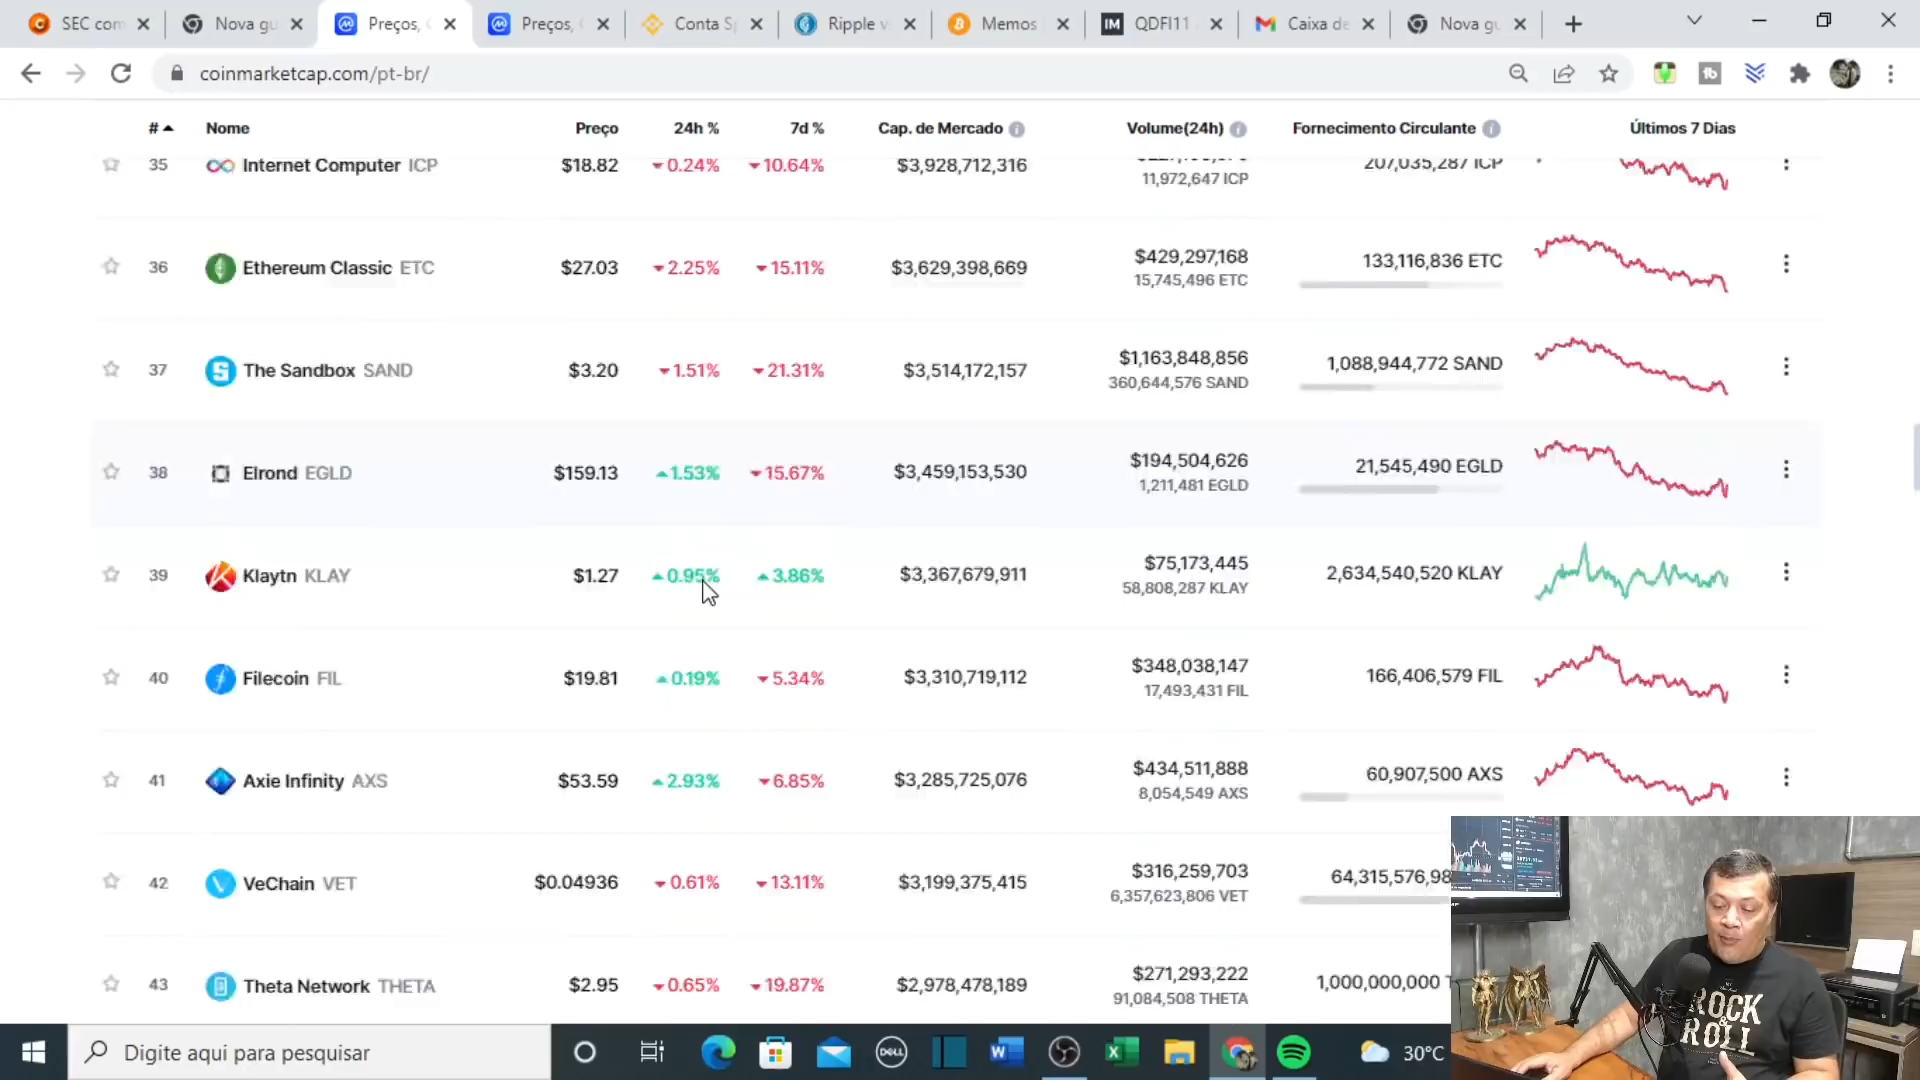 SEC com
Nova gu
Preços,
Preços,
Conta S
Ripple v
Memos
QDFI11
Caixa de
Nova gu
coinmarketcap.com/pt-br/
# Nome Preço 24h % 7d % Cap. de Mercado Volume(24h) Fornecimento Circulante Últimos 7 Dias
35 Internet Computer ICP $18.82 0.24% 10.64% $3,928,712,316 207,035,287 ICP
11,972,647 ICP
36 Ethereum Classic ETC $27.03 2.25% 15.11% $3,629,398,669 $429,297,168 133,116,836 ETC
15,745,496 ETC
37 The Sandbox SAND $3.20 1.51% 21.31% $3,514,172,157 $1,163,848,856 1,088,944,772 SAND
360,644,576 SAND
38 Elrond EGLD $159.13 1.53% 15.67% $3,459,153,530 $194,504,626 21,545,490 EGLD
1,211,481 EGLD
39 Klaytn KLAY $1.27 0.95% 3.86% $3,367,679,911 $75,173,445 2,634,540,520 KLAY
58,808,287 KLAY
40 Filecoin FIL $19.81 0.19% 5.34% $3,310,719,112 $348,038,147 166,406,579 FIL
17,493,431 FIL
41 Axie Infinity AXS $53.59 2.93% 6.85% $3,285,725,076 $434,511,888 60,907,500 AXS
8,054,549 AXS
42 VeChain VET $0.04936 0.61% 13.11% $3,199,375,415 $316,259,703 64,315,576,98
6,357,623,806 VET
43 Theta Network THETA $2.95 0.65% 19.87% $2,978,478,189 $271,293,222 1,000,000,000
91,084,508 THETA
ROCK
&
ROLL
Digite aqui para pesquisar
DELL
30°C